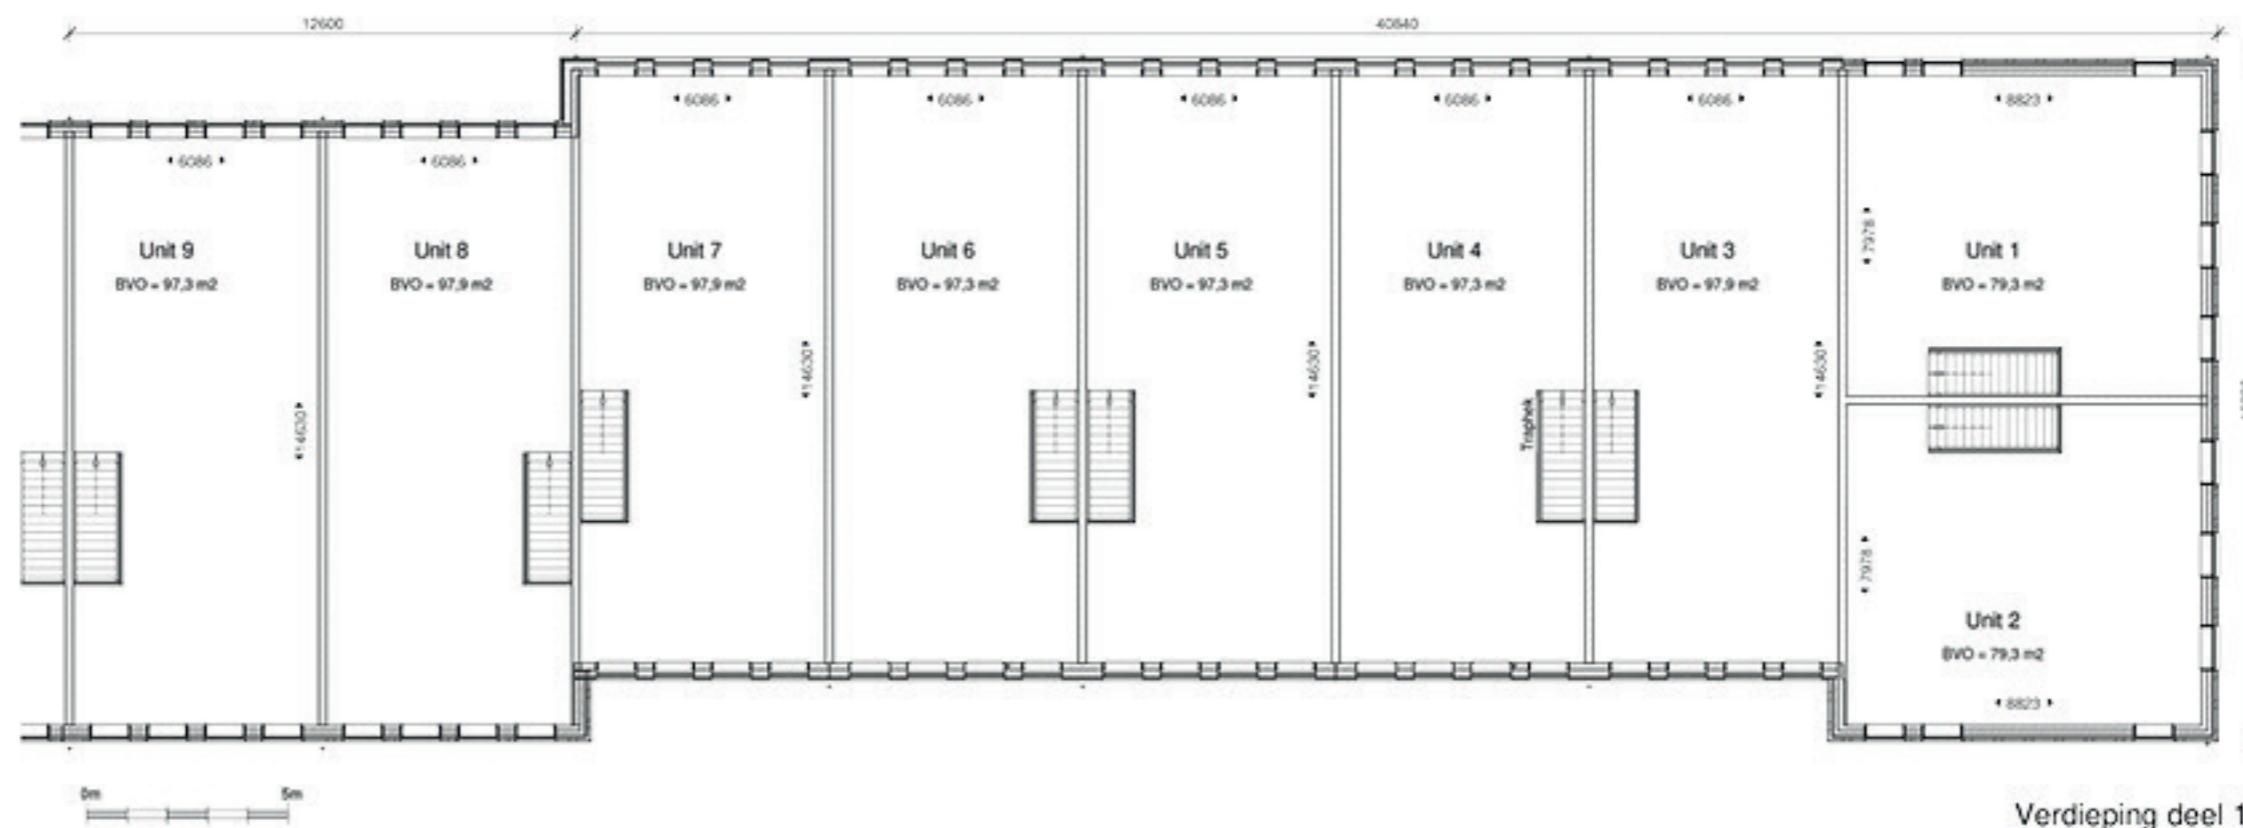 12600 40840
6086 6086 6086 6086 6086 8823
6086 6086
7978
Unit 9 Unit 8 Unit 7 Unit 6 Unit 5 Unit 4 Unit 3 Unit 1
BVO = 97,3 m2 BVO = 97,9 m2 BVO = 97,9 m2 BVO = 97,3 m2 BVO = 97,3 m2 BVO = 97,3 m2 BVO = 97,9 m2 BVO = 79,3 m2
14630 14630 14630 14630
Traphek
7978
Unit 2
BVO = 79,3 m2
8823
0m 5m
Verdieping deel 1